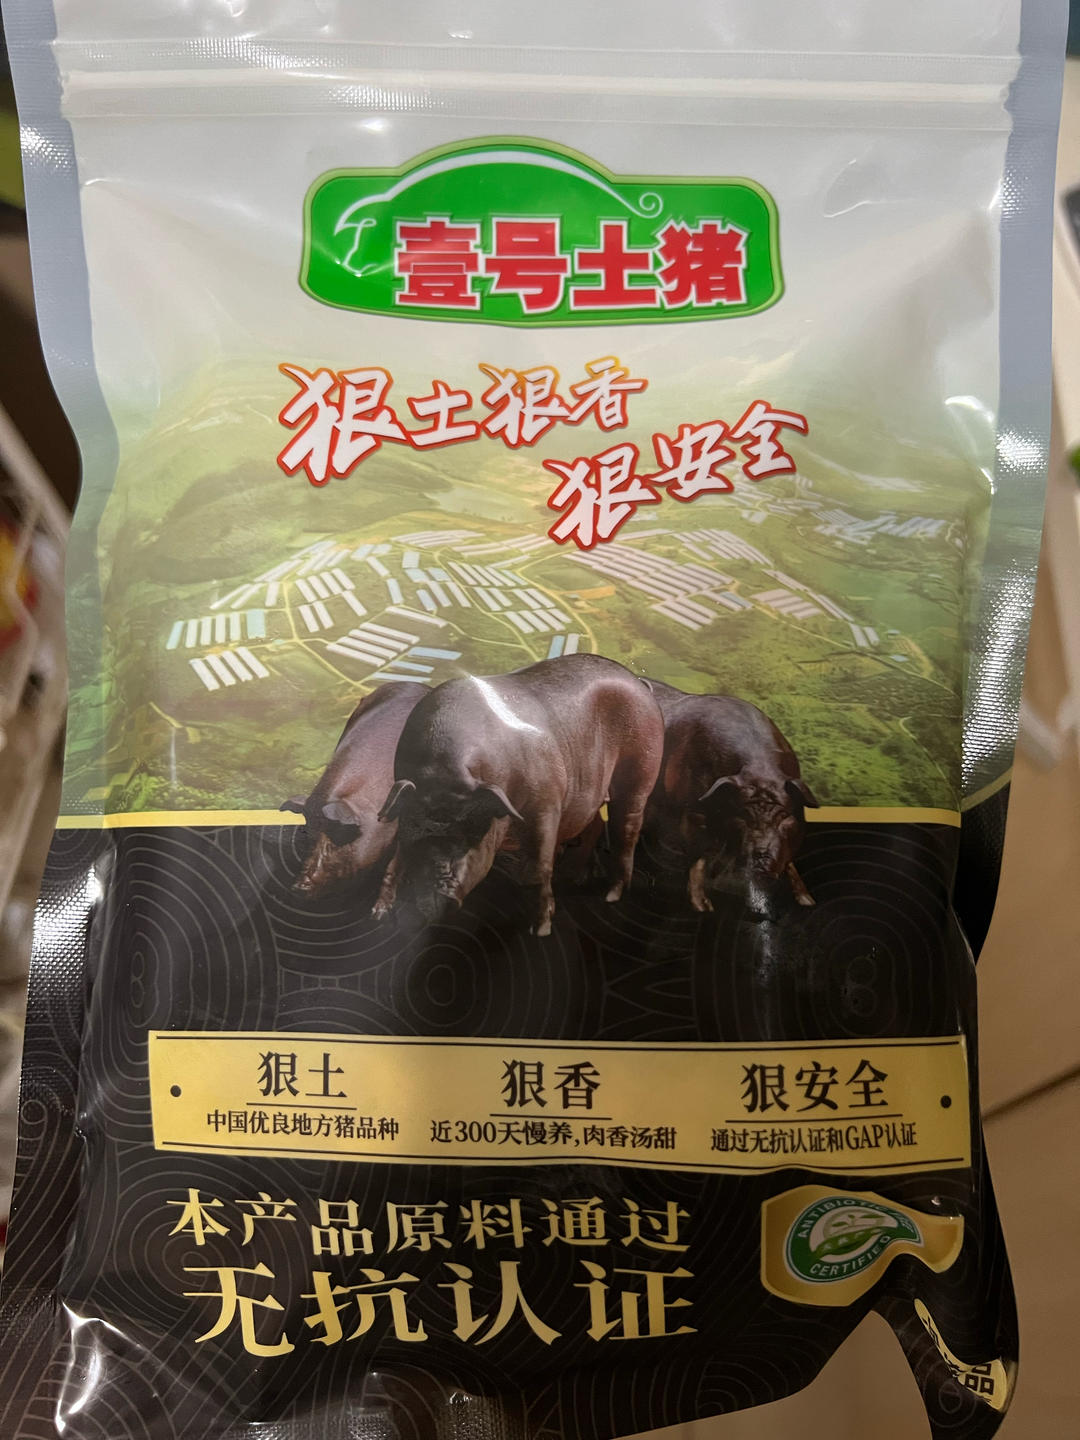 壹号土猪
狠土狠香
狠安全
狠土
中国优良地方猪品种
狠香
近300天慢养,肉香汤甜
狠安全
通过无抗认证和GAP认证
本产品原料通过
无抗认证
CERTIFIED
品